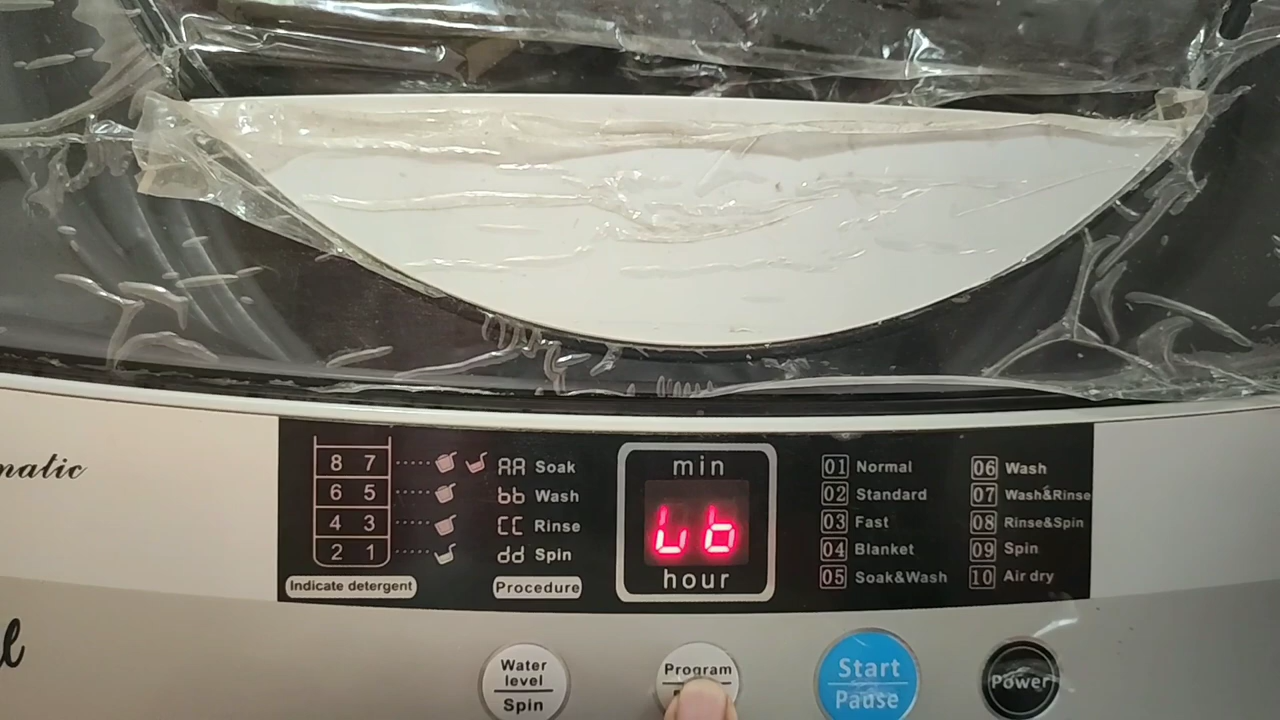 matic
8 7
6 5
4 3
2 1
Indicate detergent
AA Soak
bb Wash
CC Rinse
dd Spin
Procedure
min
Lb
hour
01 Normal
02 Standard
03 Fast
04 Blanket
05 Soak&Wash
06 Wash
07 Wash&Rinse
08 Rinse&Spin
09 Spin
10 Air dry
Water
level
Spin
Program
Start
Pause
Power